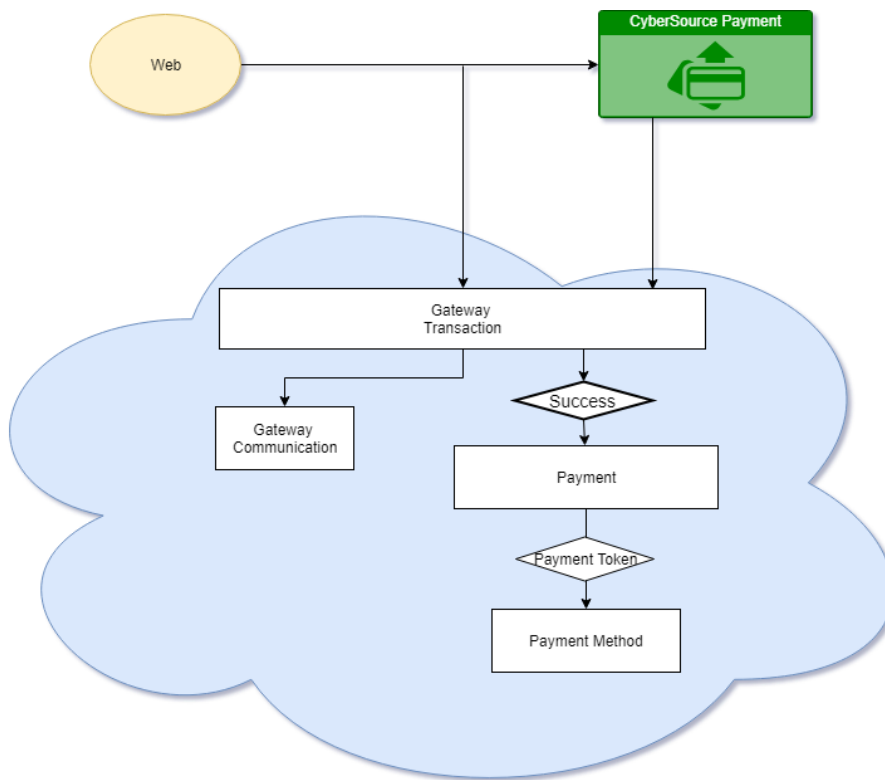 CyberSource Payment
Web
Gateway
Transaction
Success
Gateway
Communication
Payment
Payment Token
Payment Method